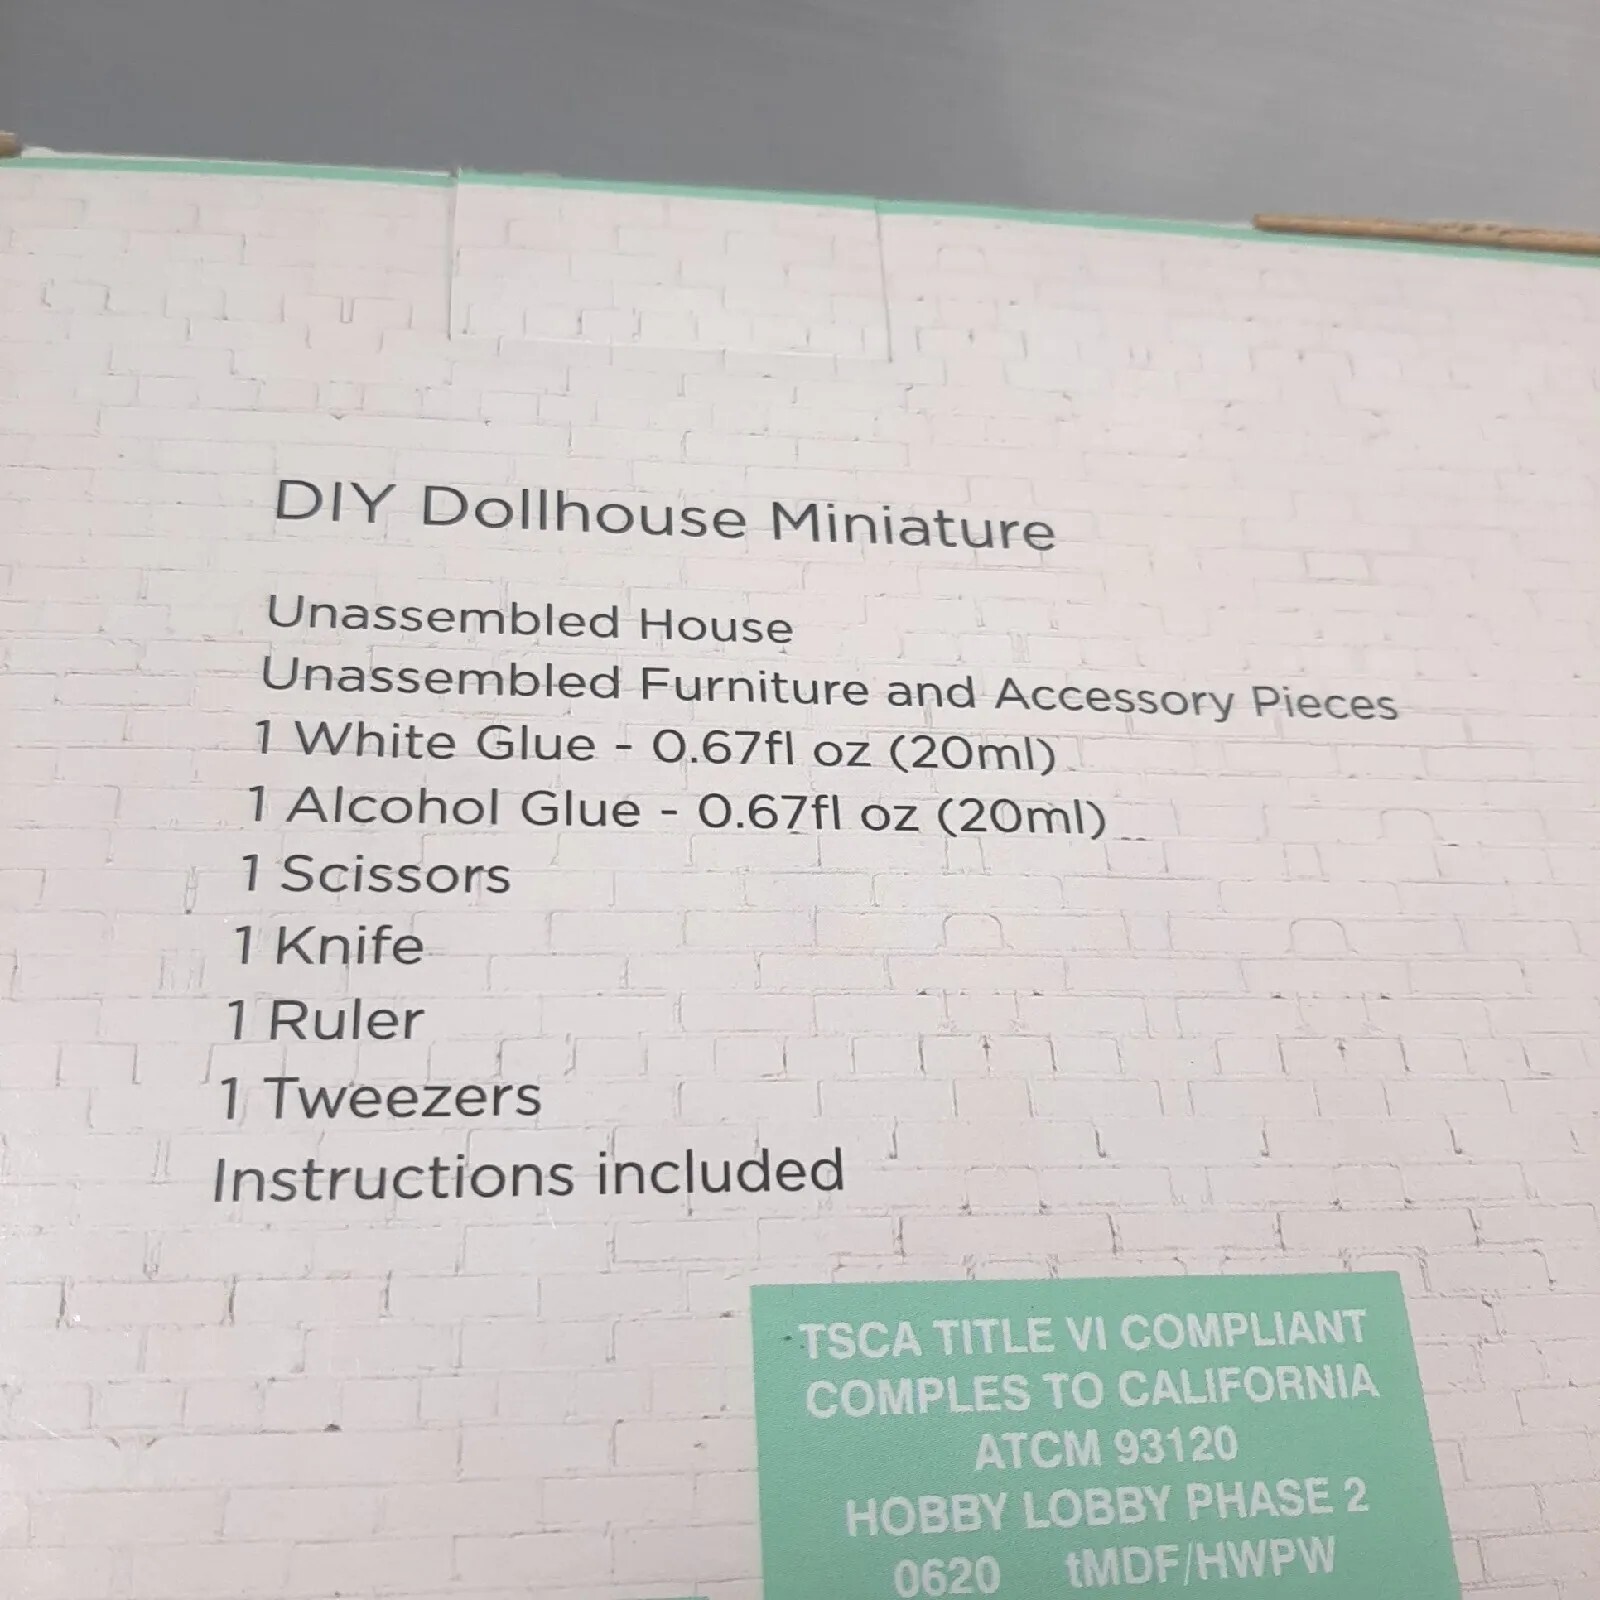 DIY Dollhouse Miniature
Unassembled House
Unassembled Furniture and Accessory Pieces
1 White Glue - 0.67fl oz (20ml)
1 Alcohol Glue - 0.67fl oz (20ml)
1 Scissors
1 Knife
1 Ruler
1 Tweezers
Instructions included
TSCA TITLE VI COMPLIANT
COMPLES TO CALIFORNIA
ATCM 93120
HOBBY LOBBY PHASE 2
0620 tMDF/HWPW